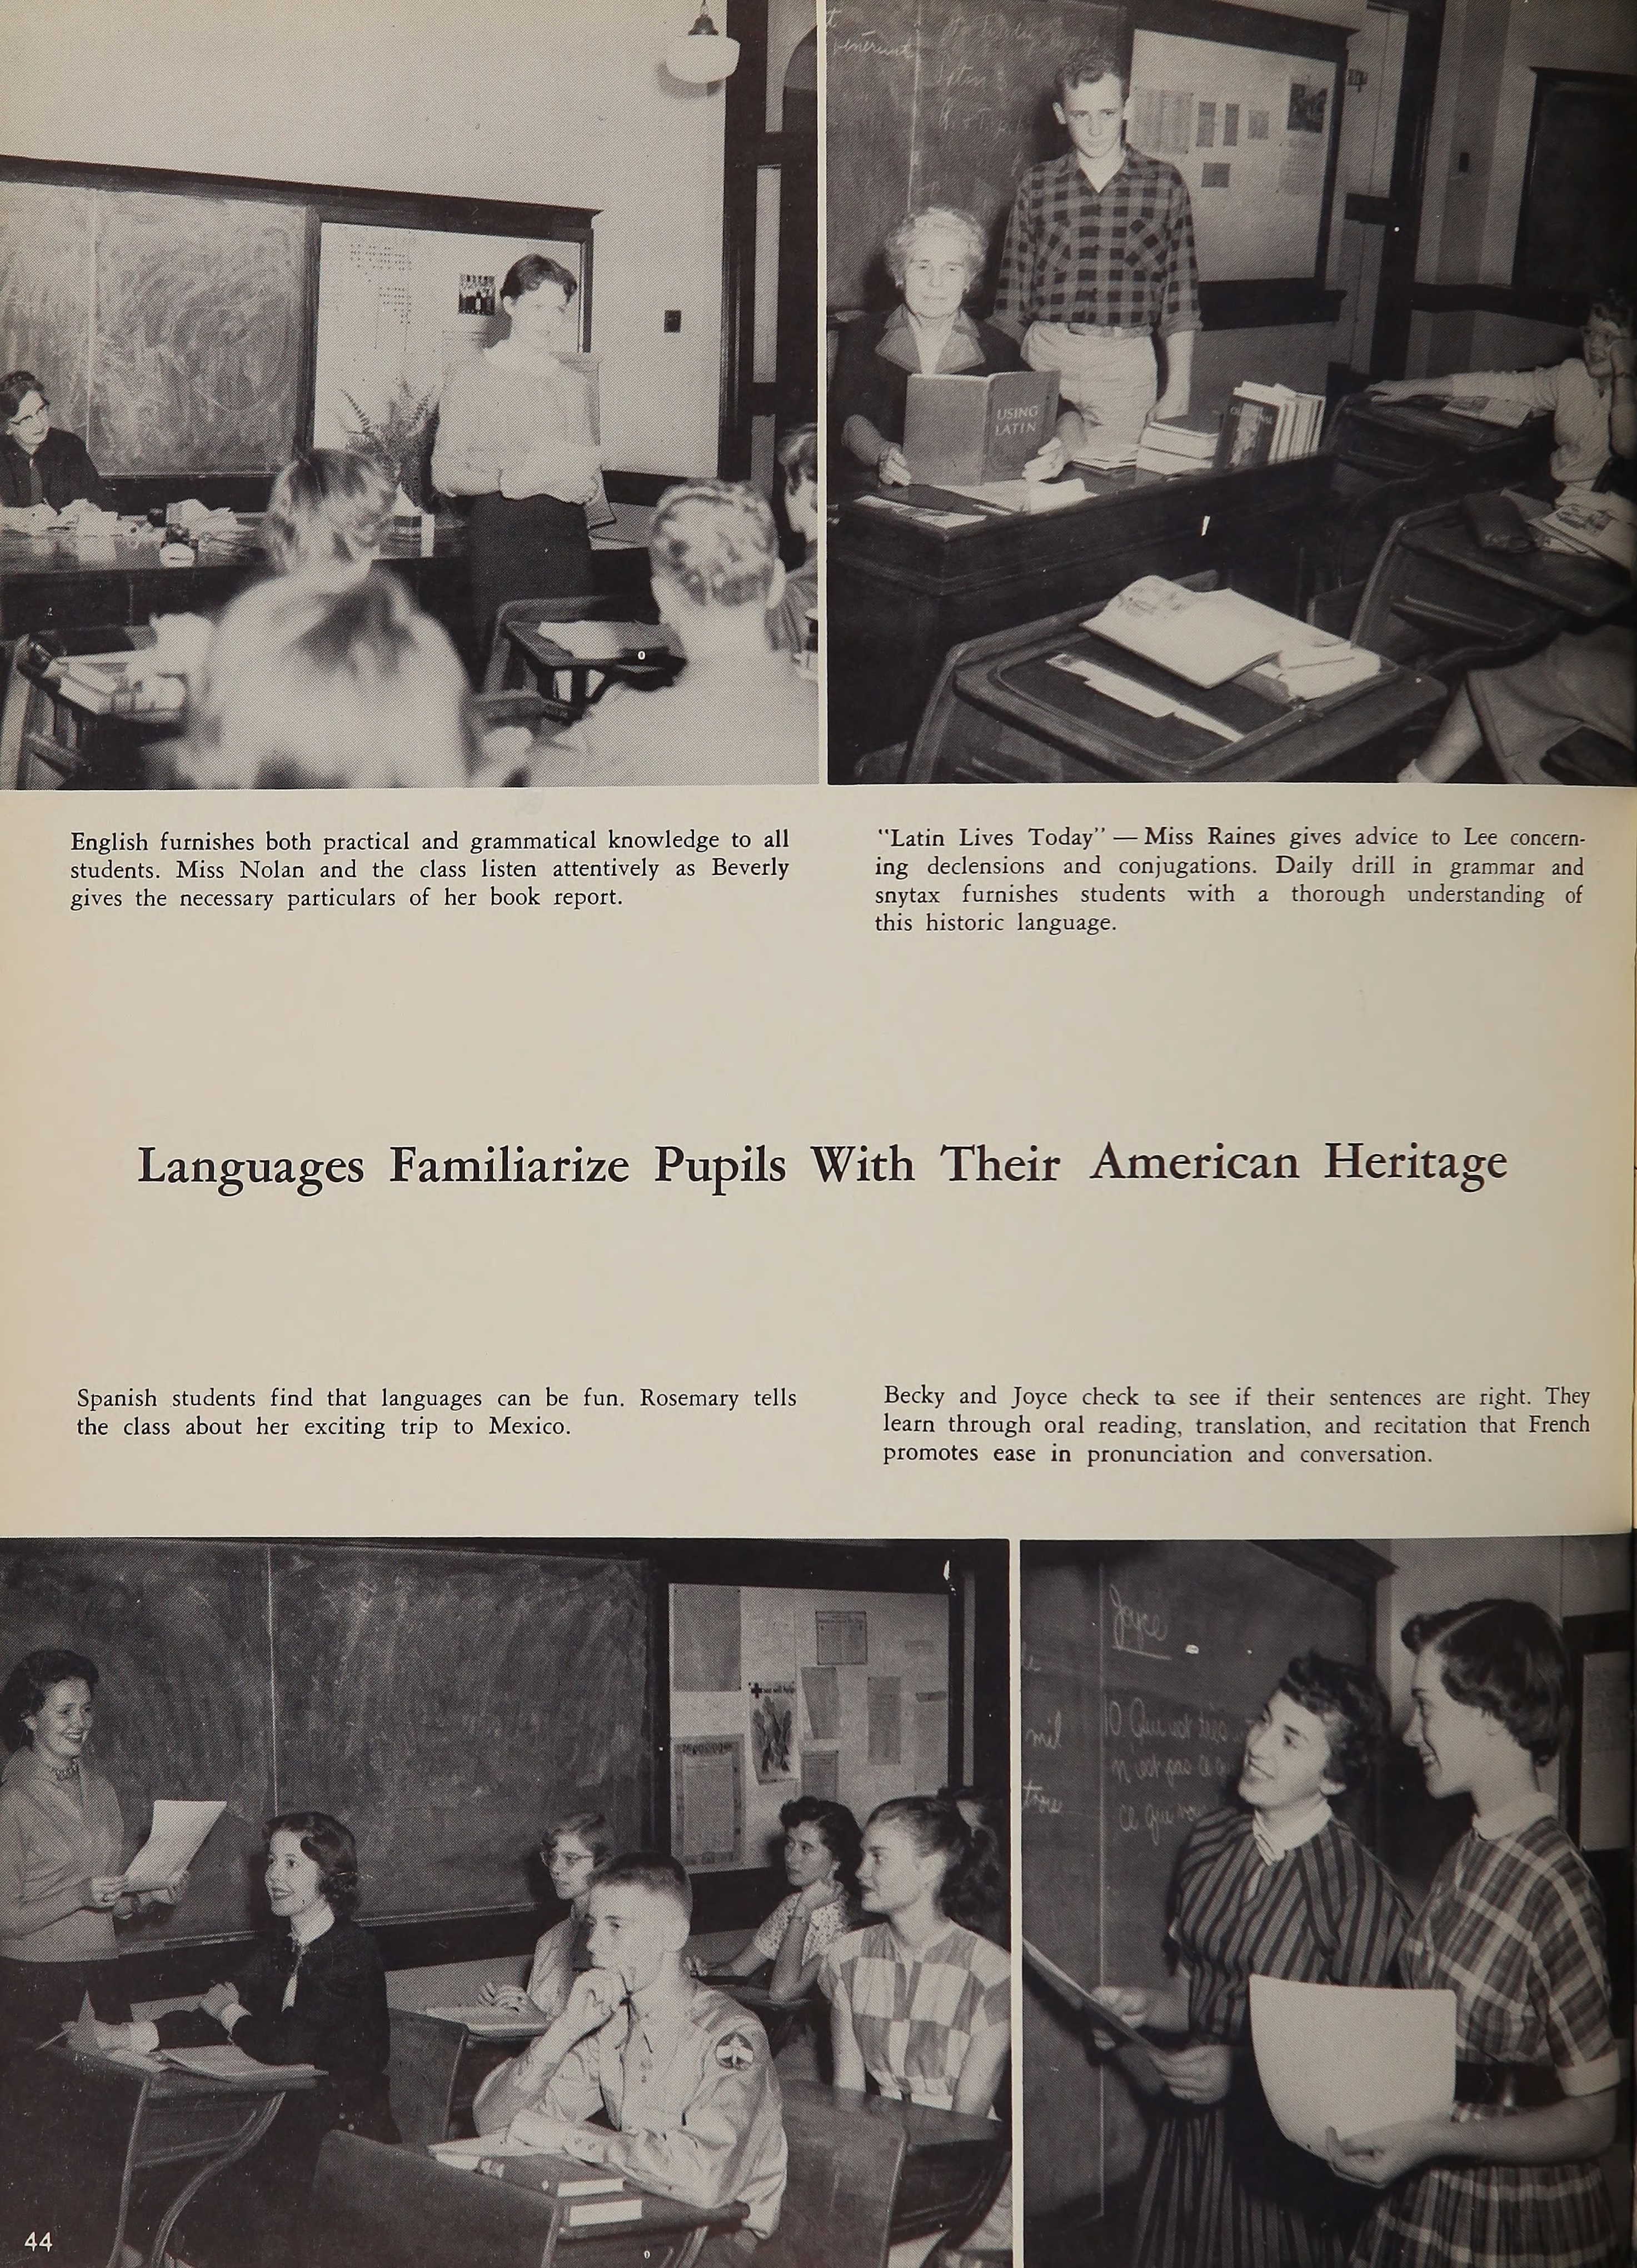 USING
LATIN
English furnishes both practical and grammatical knowledge to all
students. Miss Nolan and the class listen attentively as Beverly
gives the necessary particulars of her book report.
"Latin Lives Today" — Miss Raines gives advice to Lee concern-
ing declensions and conjugations. Daily drill in grammar and
snytax furnishes students with a thorough understanding of
this historic language.
Languages Familiarize Pupils With Their American Heritage
Spanish students find that languages can be fun. Rosemary tells
the class about her exciting trip to Mexico.
Becky and Joyce check to see if their sentences are right. They
learn through oral reading, translation, and recitation that French
promotes ease in pronunciation and conversation.
Joyce
mil
10. Que
44